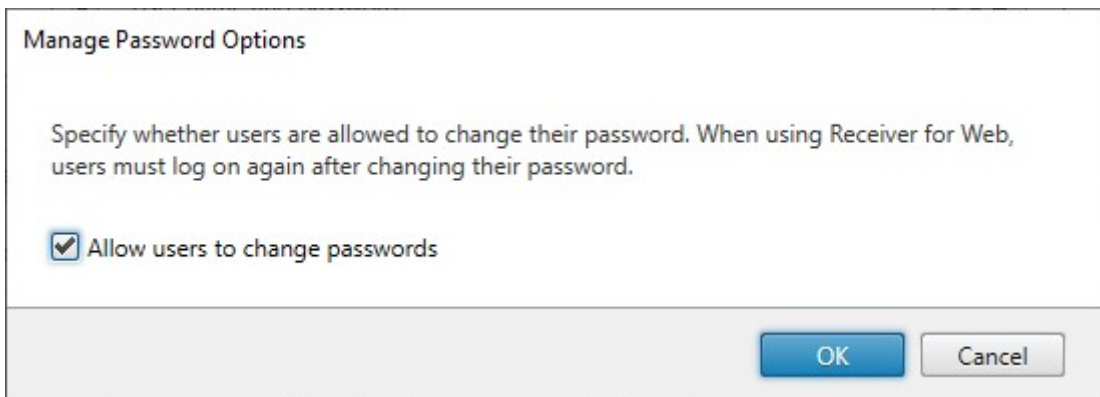 Manage Password Options
Specify whether users are allowed to change their password. When using Receiver for Web,
users must log on again after changing their password.
Allow users to change passwords
OK
Cancel